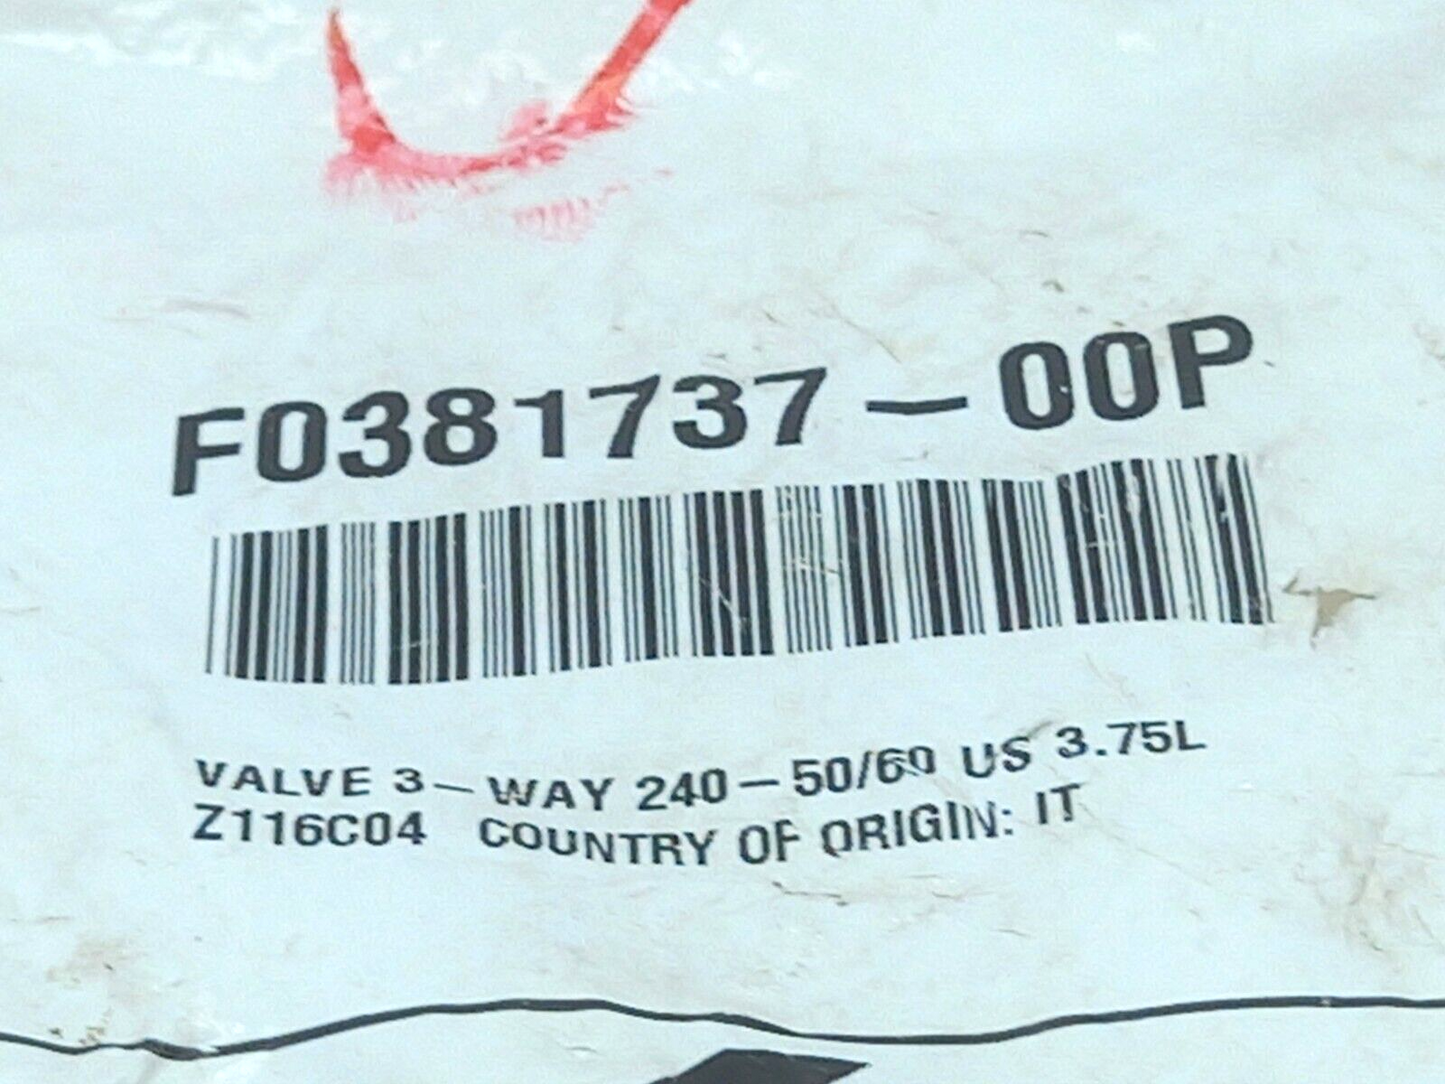 F0381737-00P
VALVE 3-WAY 240-50/60 US 3.75L
Z116C04 COUNTRY OF ORIGIN: IT